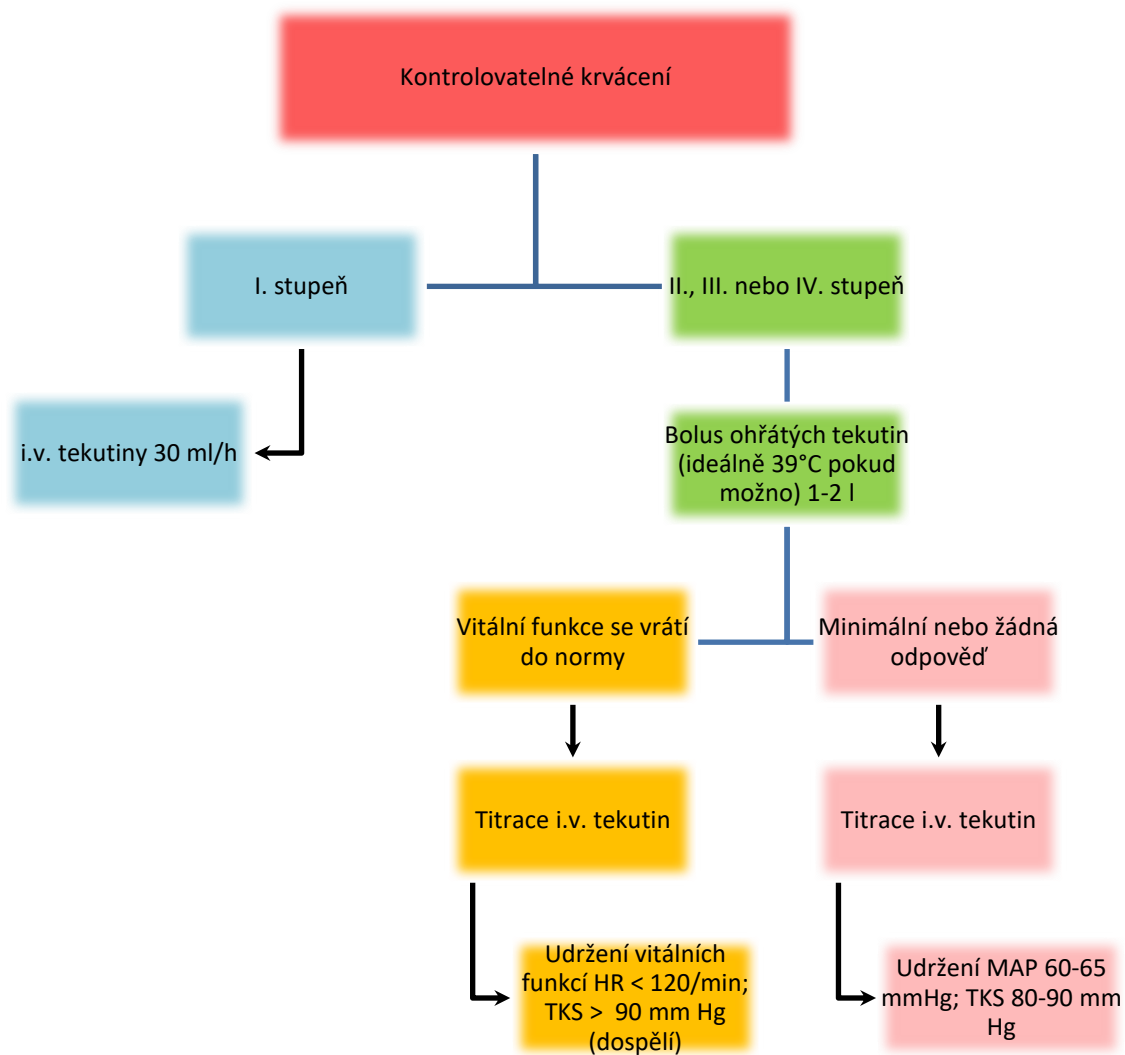 Kontrolovatelné krvácení
I. stupeň
II., III. nebo IV. stupeň
i.v. tekutiny 30 ml/h
Bolus ohřátých tekutin
(ideálně 39°C pokud
možno) 1-2 l
Vitální funkce se vrátí
do normy
Minimální nebo žádná
odpověď
Titrace i.v. tekutin
Titrace i.v. tekutin
Udržení vitálních
funkcí HR < 120/min;
TKS > 90 mm Hg
(dospělí)
Udržení MAP 60-65
mmHg; TKS 80-90 mm
Hg